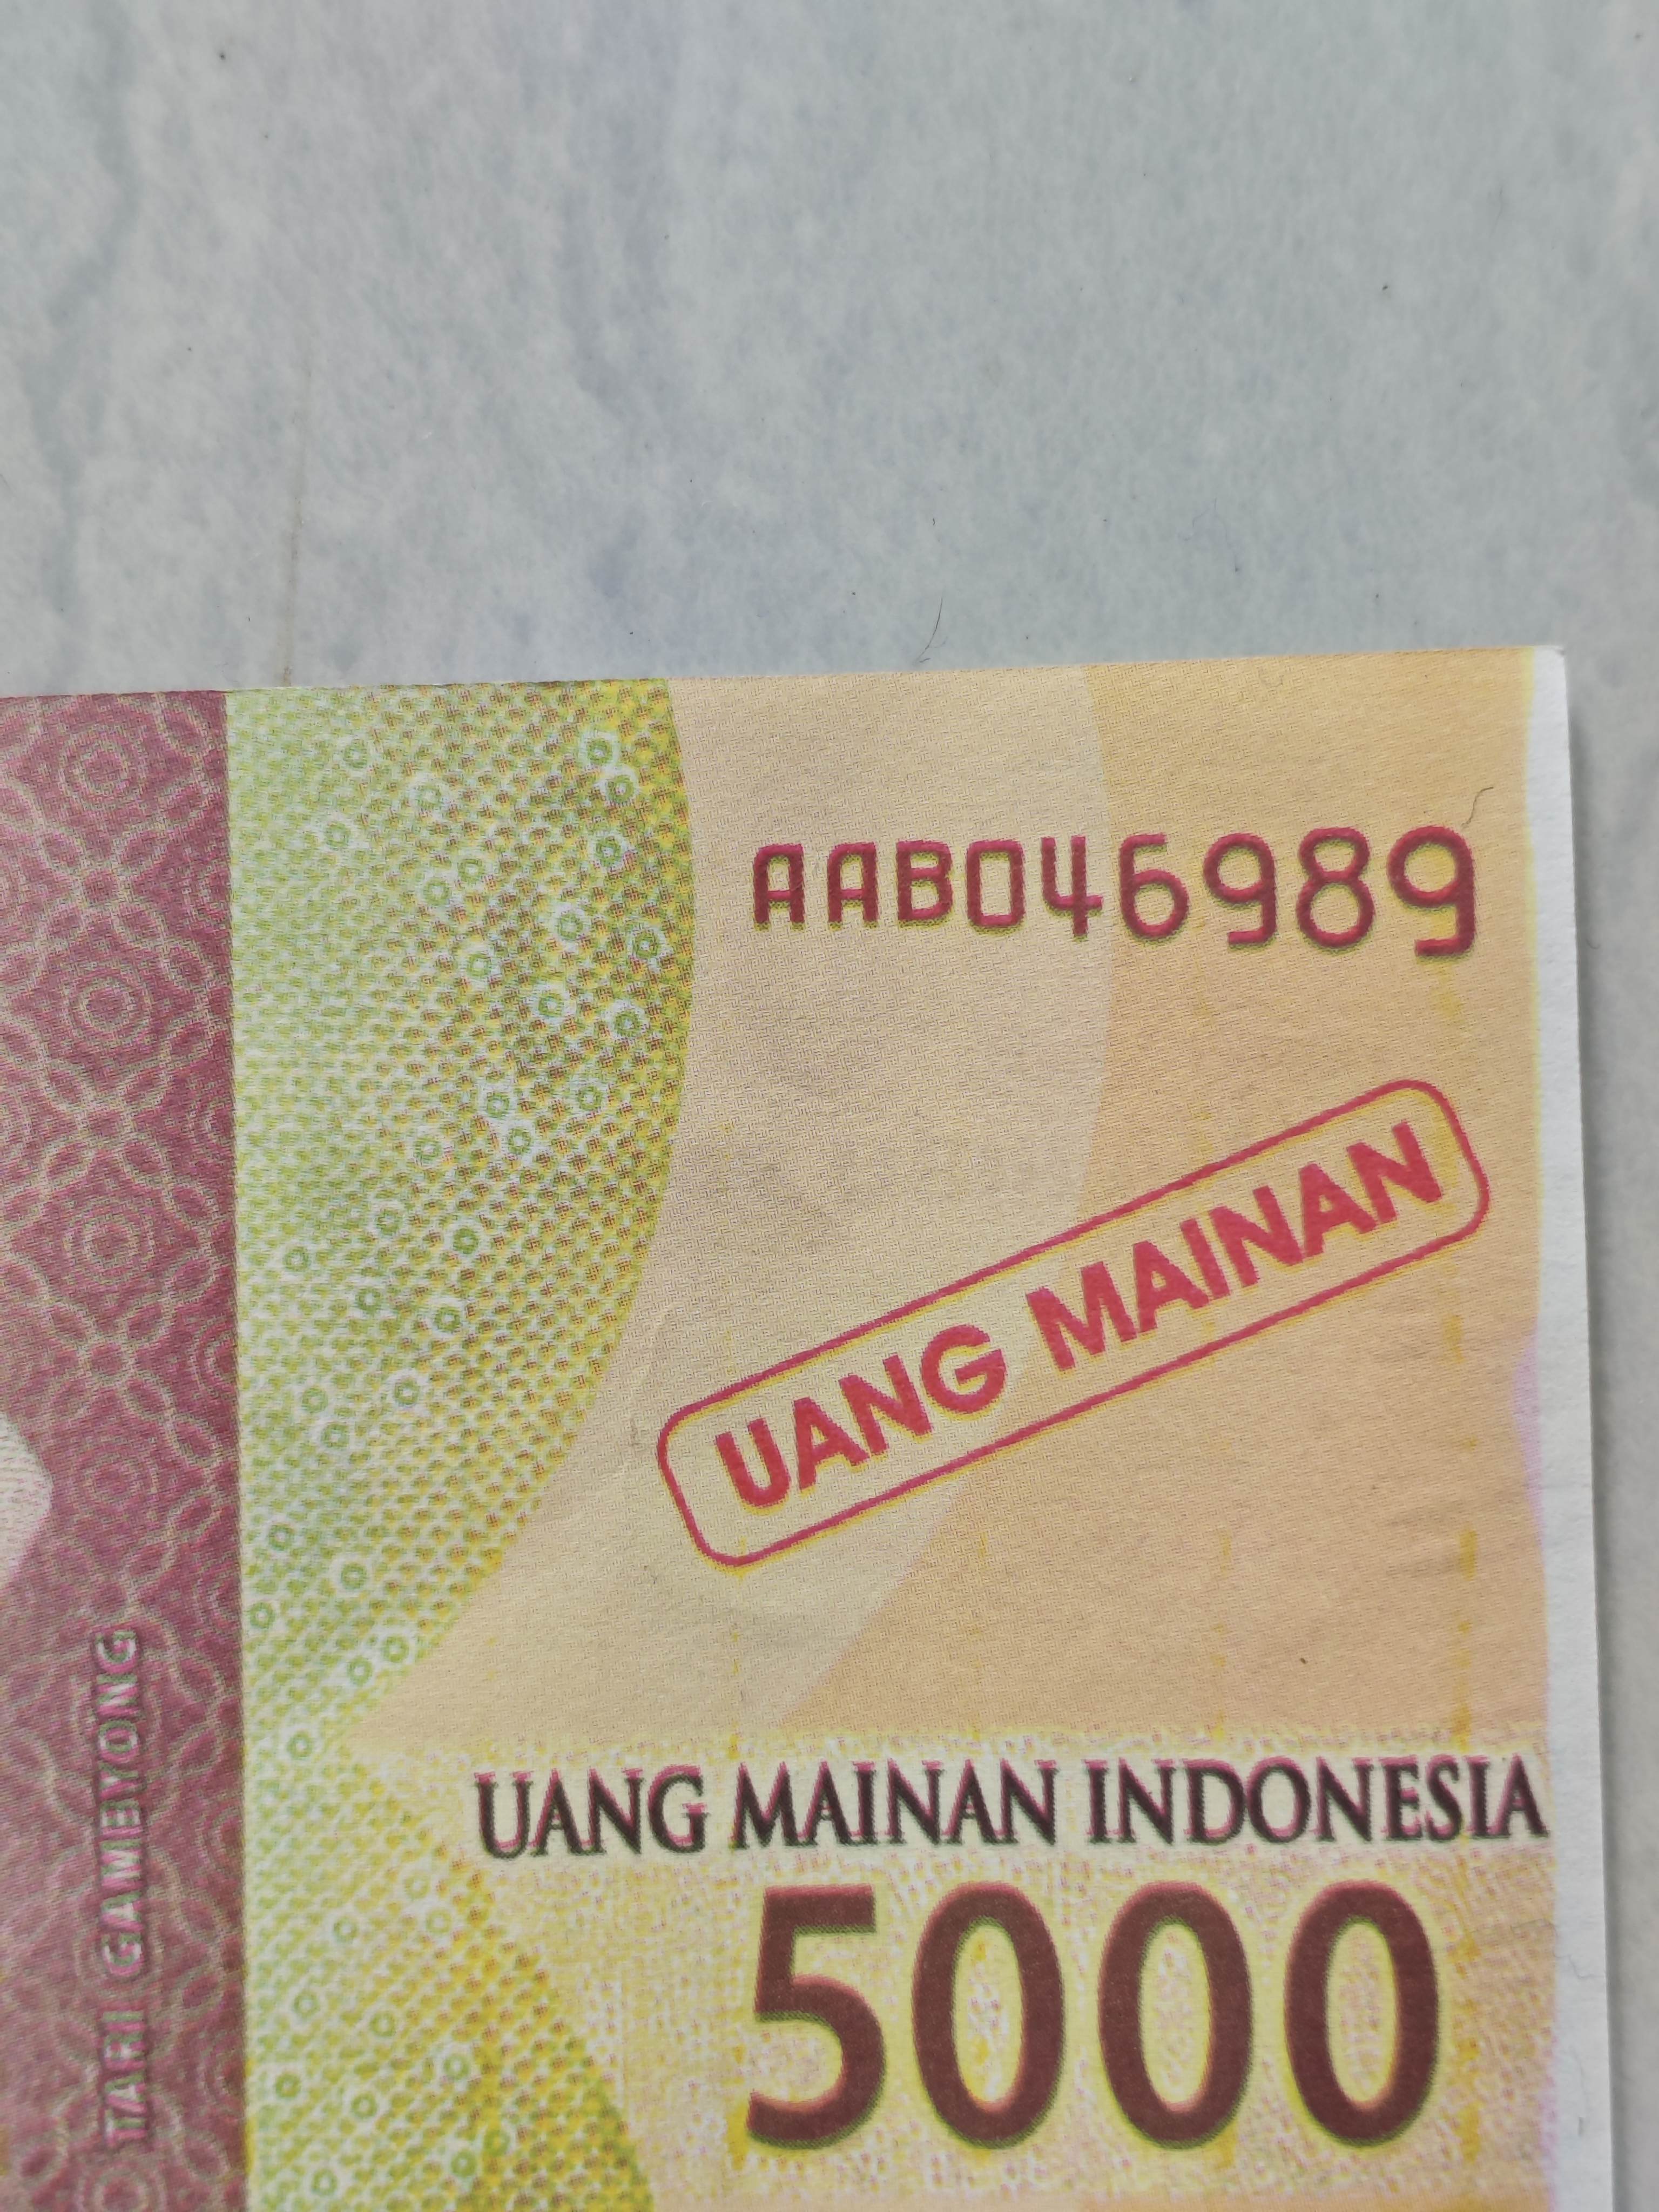 AAB046989
UANG MAINAN
UANG MAINAN INDONESIA
5000
TARI GAMBYONG